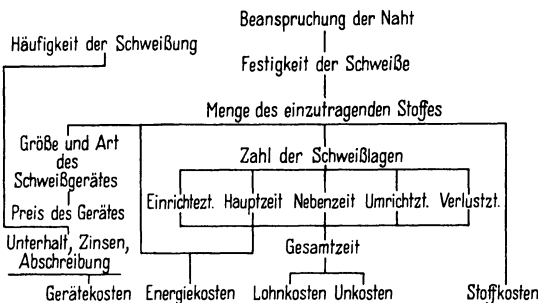 Beanspruchung der Naht
Häufigkeit der Schweißung
Festigkeit der Schweiße
Menge des einzutragenden Stoffes
Größe und Art
des
Schweißgerätes
Zahl der Schweißlagen
Einrichtezt. Hauptzeit Nebenzeit Umrichtzt. Verlustzt.
Preis des Gerätes
Unterhalt, Zinsen,
Abschreibung
Gesamtzeit
Gerätekosten Energiekosten Lohnkosten Unkosten Stoffkosten